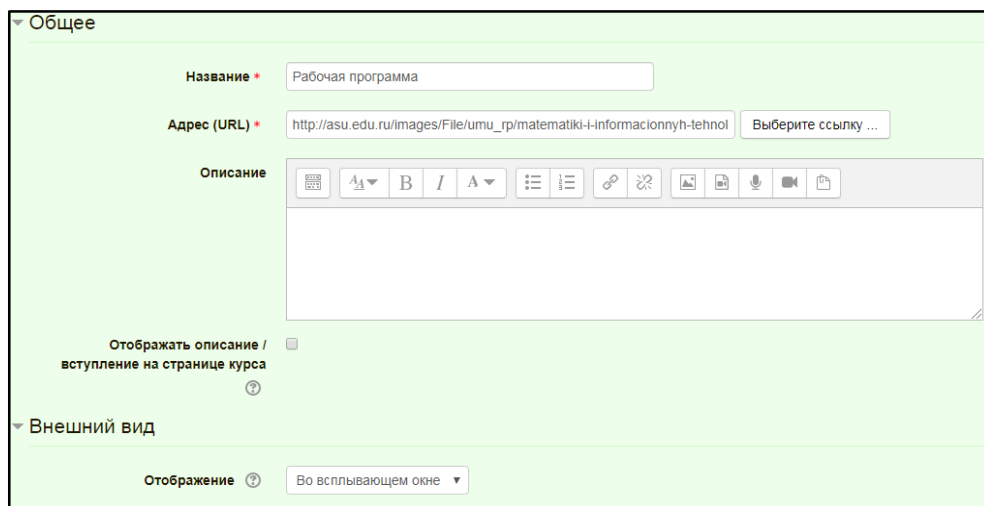 Общее
Название *
Рабочая программа
Адрес (URL) *
http://asu.edu.ru/images/File/umu_rp/matematiki-i-informacionnyh-tehnol
Выберите ссылку ...
Описание
Отображать описание /
вступление на странице курса
Внешний вид
Отображение
Во всплывающем окне